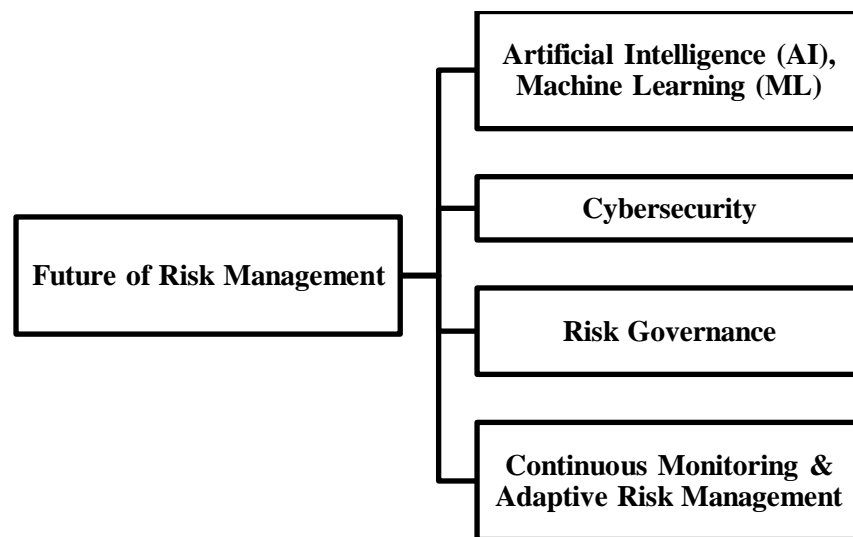 Artificial Intelligence (AI),
Machine Learning (ML)
Cybersecurity
Future of Risk Management
Risk Governance
Continuous Monitoring &
Adaptive Risk Management